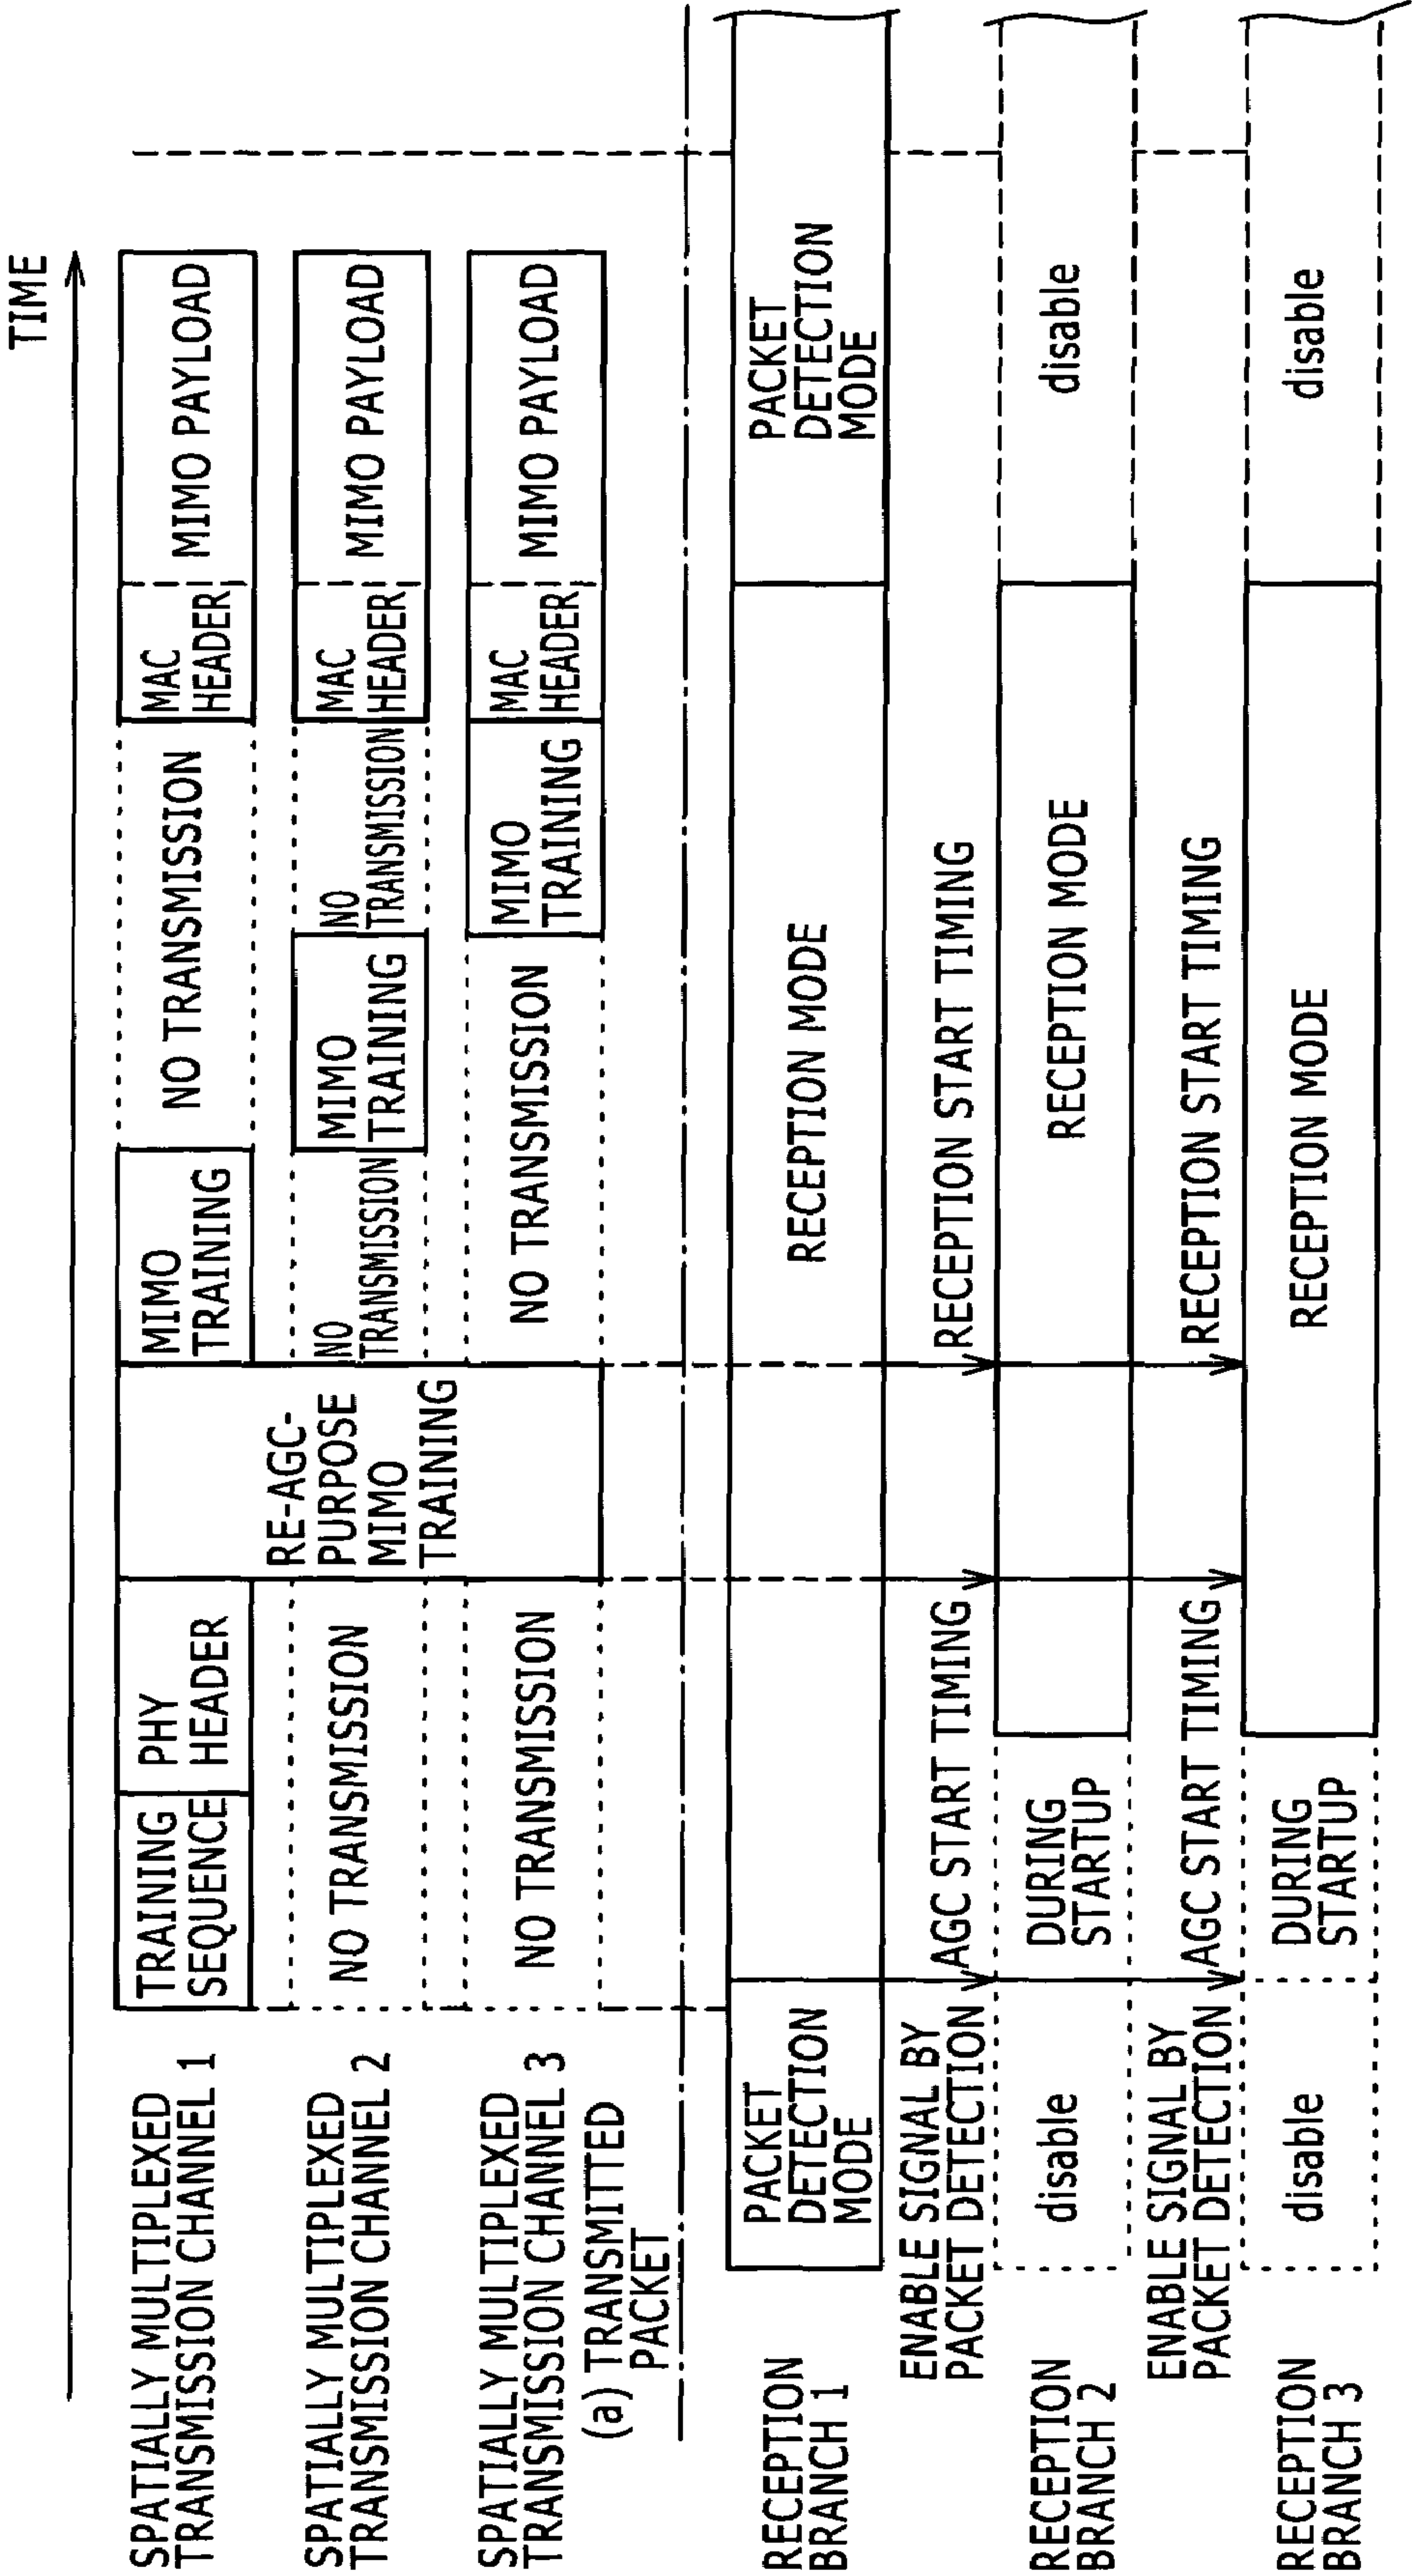 TIME
SPATIALLY MULTIPLEXED
TRANSMISSION CHANNEL 1
TRAINING
SEQUENCE
PHY
HEADER
RE-AGC-
PURPOSE
MIMO
TRAINING
MIMO
TRAINING
NO TRANSMISSION
MAC
HEADER
MIMO PAYLOAD
SPATIALLY MULTIPLEXED
TRANSMISSION CHANNEL 2
NO TRANSMISSION
NO
TRANSMISSION
MIMO
TRAINING
NO
TRANSMISSION
MAC
HEADER
MIMO PAYLOAD
SPATIALLY MULTIPLEXED
TRANSMISSION CHANNEL 3
NO TRANSMISSION
NO TRANSMISSION
MIMO
TRAINING
MAC
HEADER
MIMO PAYLOAD
(a) TRANSMITTED
PACKET
RECEPTION
BRANCH 1
PACKET
DETECTION
MODE
RECEPTION MODE
PACKET
DETECTION
MODE
ENABLE SIGNAL BY
PACKET DETECTION
AGC START TIMING
RECEPTION START TIMING
RECEPTION
BRANCH 2
disable
DURING
STARTUP
RECEPTION MODE
disable
ENABLE SIGNAL BY
PACKET DETECTION
AGC START TIMING
RECEPTION START TIMING
RECEPTION
BRANCH 3
disable
DURING
STARTUP
RECEPTION MODE
disable